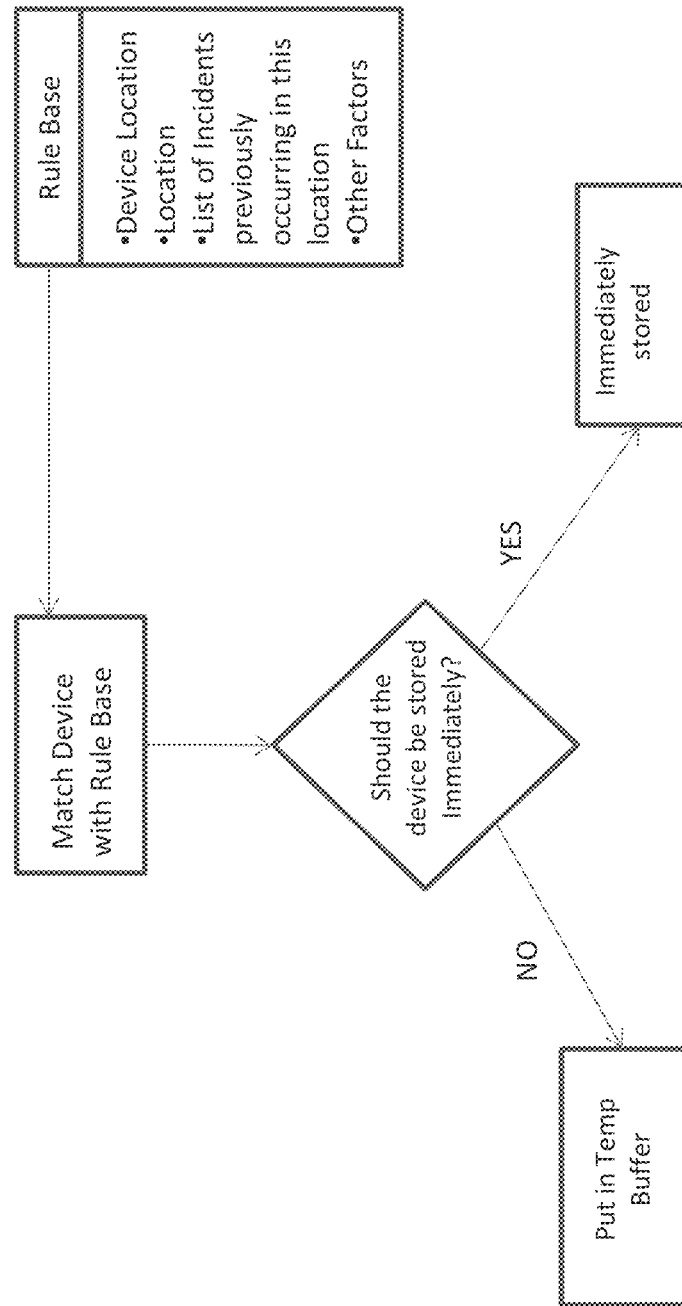 Match Device
with Rule Base
Rule Base
•Device Location
•Location
•List of Incidents
previously
occurring in this
location
•Other Factors
Should the
device be stored
Immediately?
NO
YES
Put in Temp
Buffer
Immediately
stored